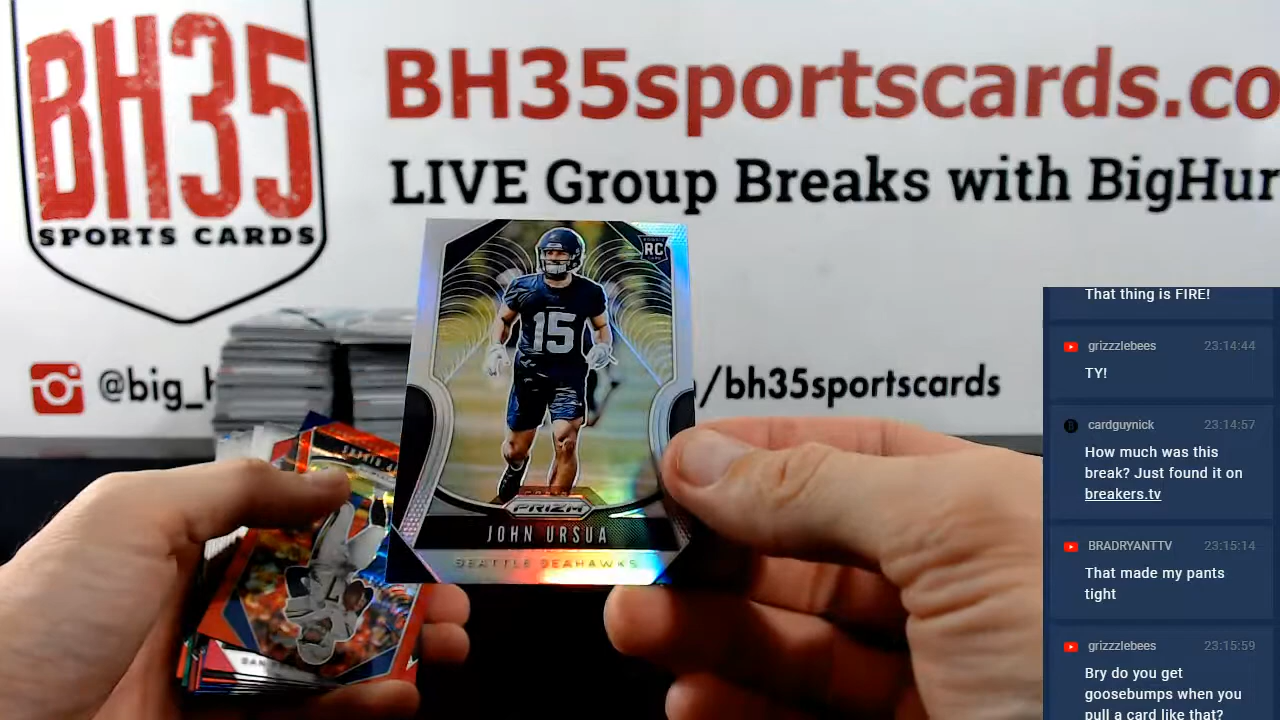 BH35
SPORTS CARDS
BH35sportscards.co
LIVE Group Breaks with BigHur
@big_h
/bh35sportscards
RC
15
PRIZM
JOHN URSUA
SEATTLE SEAHAWKS
DAN
That thing is FIRE!
grizzzlebees 23:14:44
TY!
cardguynick 23:14:57
How much was this
break? Just found it on
breakers.tv
BRADRYANTTV 23:15:14
That made my pants
tight
grizzzlebees 23:15:59
Bry do you get
goosebumps when you
pull a card like that?